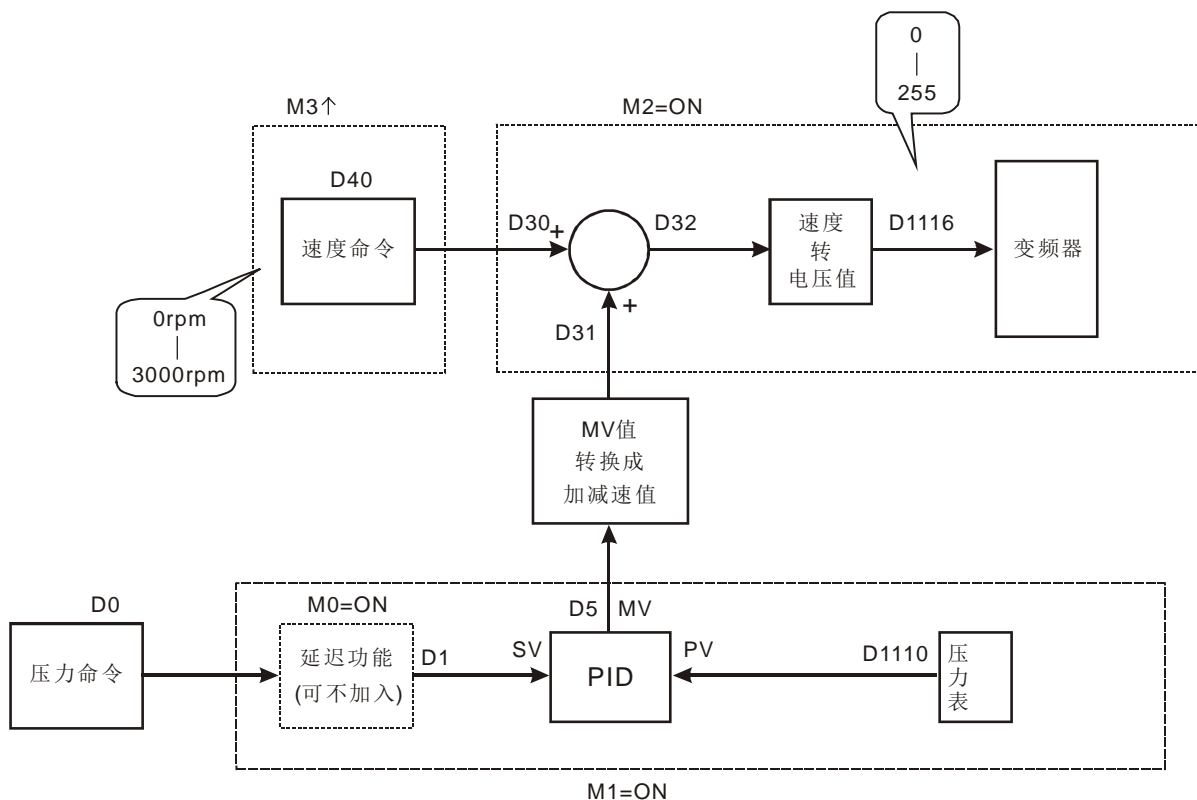 0
|
255
M3↑
M2=ON
D40
速度命令
D30
+
D32
速度
转
电压值
D1116
变频器
0rpm
|
3000rpm
+
D31
MV值
转换成
加减速值
D0
压力命令
M0=ON
延迟功能
(可不加入)
D1
SV
D5
MV
PID
PV
D1110
压
力
表
M1=ON